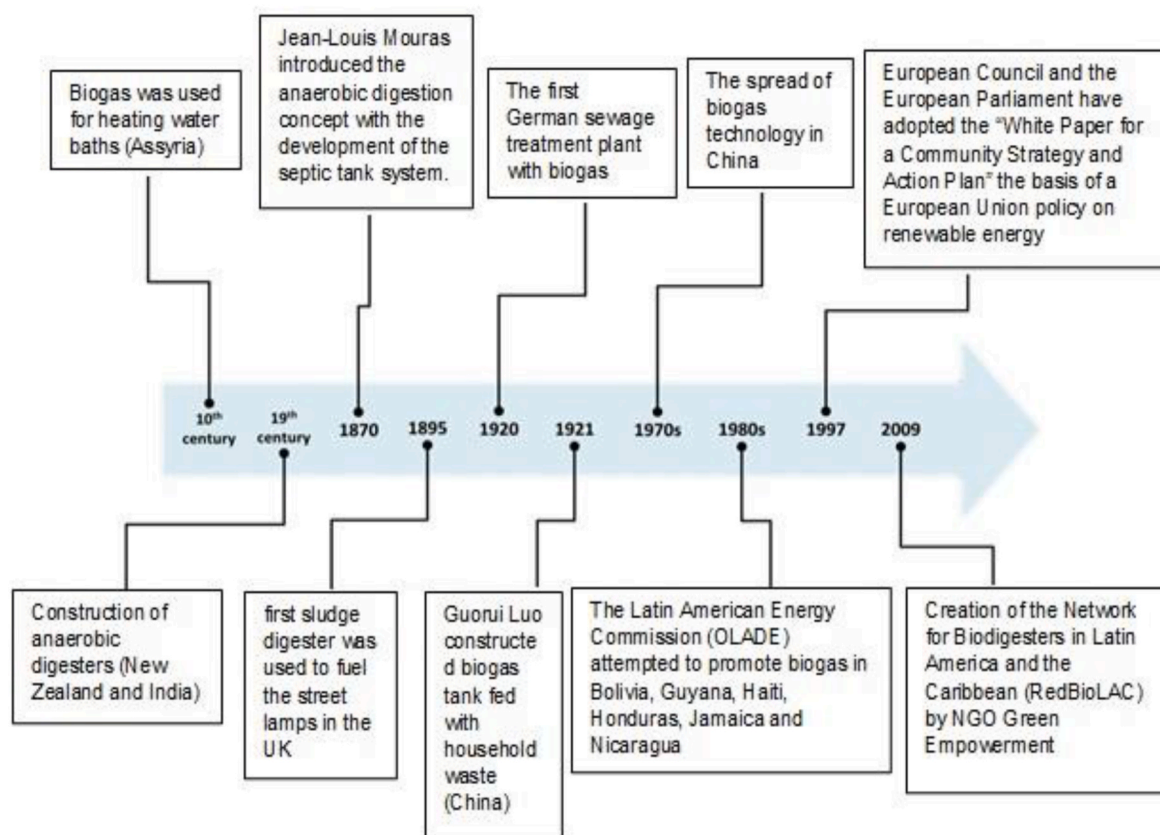 Biogas was used
for heating water
baths (Assyria)
Jean-Louis Mouras
introduced the
anaerobic digestion
concept with the
development of the
septic tank system.
The first
German sewage
treatment plant
with biogas
The spread of
biogas
technology in
China
European Council and the
European Parliament have
adopted the “White Paper for
a Community Strategy and
Action Plan” the basis of a
European Union policy on
renewable energy
10th
century
19th
century
1870
1895
1920
1921
1970s
1980s
1997
2009
Construction of
anaerobic
digesters (New
Zealand and India)
first sludge
digester was
used to fuel
the street
lamps in the
UK
Guorui Luo
constructe
d biogas
tank fed
with
household
waste
(China)
The Latin American Energy
Commission (OLADE)
attempted to promote biogas in
Bolivia, Guyana, Haiti,
Honduras, Jamaica and
Nicaragua
Creation of the Network
for Biodigesters in Latin
America and the
Caribbean (RedBioLAC)
by NGO Green
Empowerment